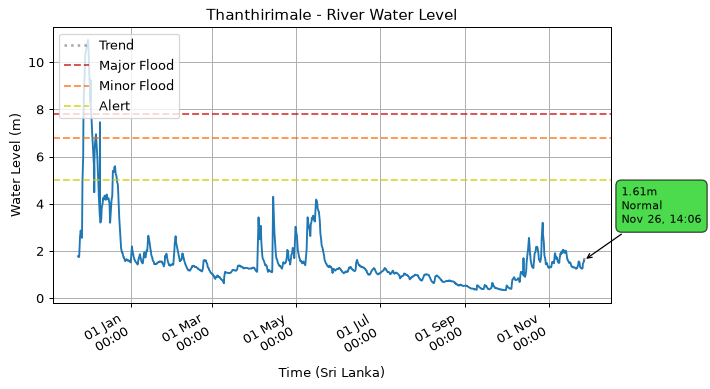 Thanthirimale - River Water Level
Trend
Major Flood
Minor Flood
Alert
Water Level (m)
10
8
6
4
2
0
1.61m
Normal
Nov 26, 14:06
01 Jan
00:00
01 Mar
00:00
01 May
00:00
01 Jul
00:00
01 Sep
00:00
01 Nov
00:00
Time (Sri Lanka)